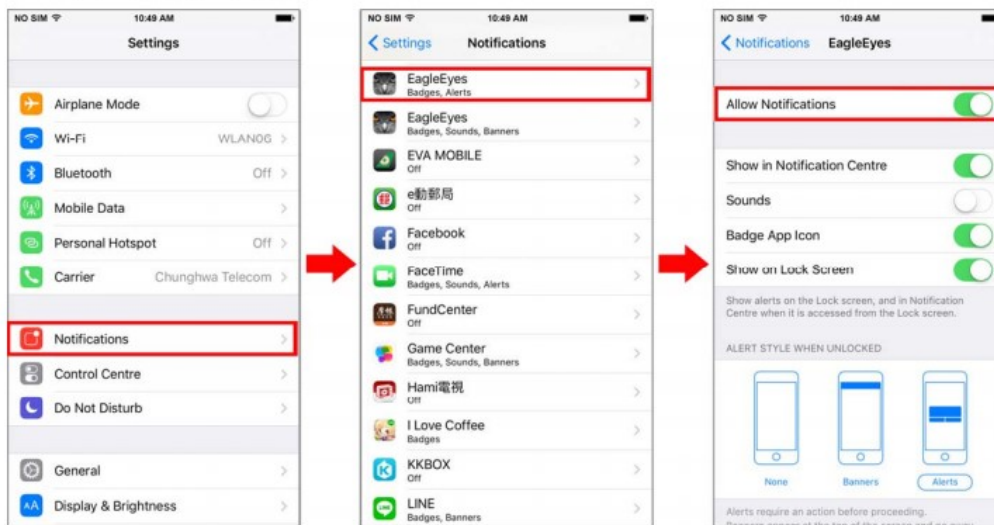 NO SIM 10:49 AM
Settings
Airplane Mode
Wi-Fi WLAN0G
Bluetooth Off
Mobile Data
Personal Hotspot Off
Carrier Chunghwa Telecom
Notifications
Control Centre
Do Not Disturb
General
AA Display & Brightness
NO SIM 10:49 AM
Settings Notifications
EagleEyes
Badges, Alerts
EagleEyes
Badges, Sounds, Banners
EVA MOBILE
Off
e動郵局
Off
Facebook
Off
FaceTime
Badges, Sounds, Alerts
FundCenter
Off
Game Center
Badges, Sounds, Banners
Hami電視
Off
I Love Coffee
Badges
KKBOX
Off
LINE
Badges, Banners
NO SIM 10:49 AM
Notifications EagleEyes
Allow Notifications
Show in Notification Centre
Sounds
Badge App Icon
Show on Lock Screen
Show alerts on the Lock screen, and in Notification
Centre when it is accessed from the Lock screen.
ALERT STYLE WHEN UNLOCKED
None Banners Alerts
Alerts require an action before proceeding.